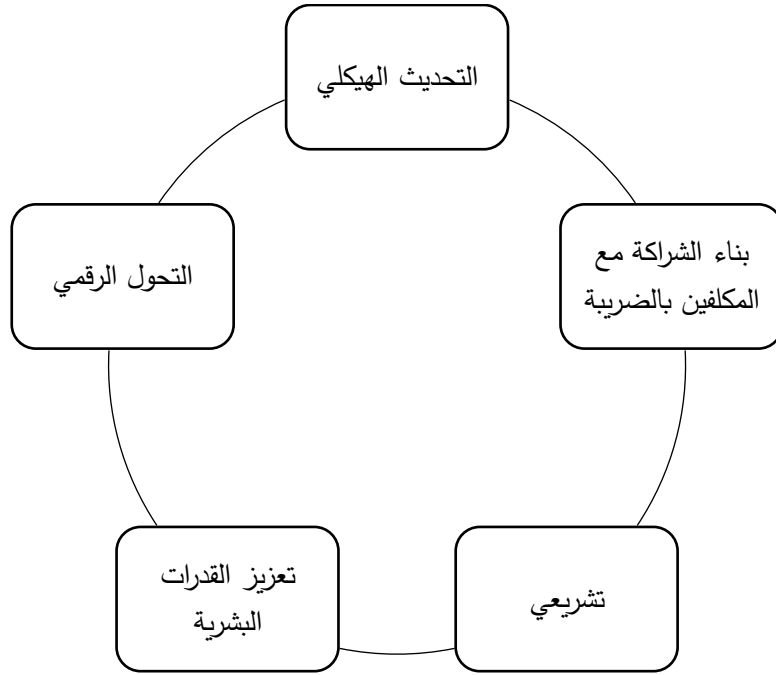 التحديث الهيكلي
بناء الشراكة مع
المكلفين بالضريبة
تشريعي
تعزيز القدرات
البشرية
التحول الرقمي